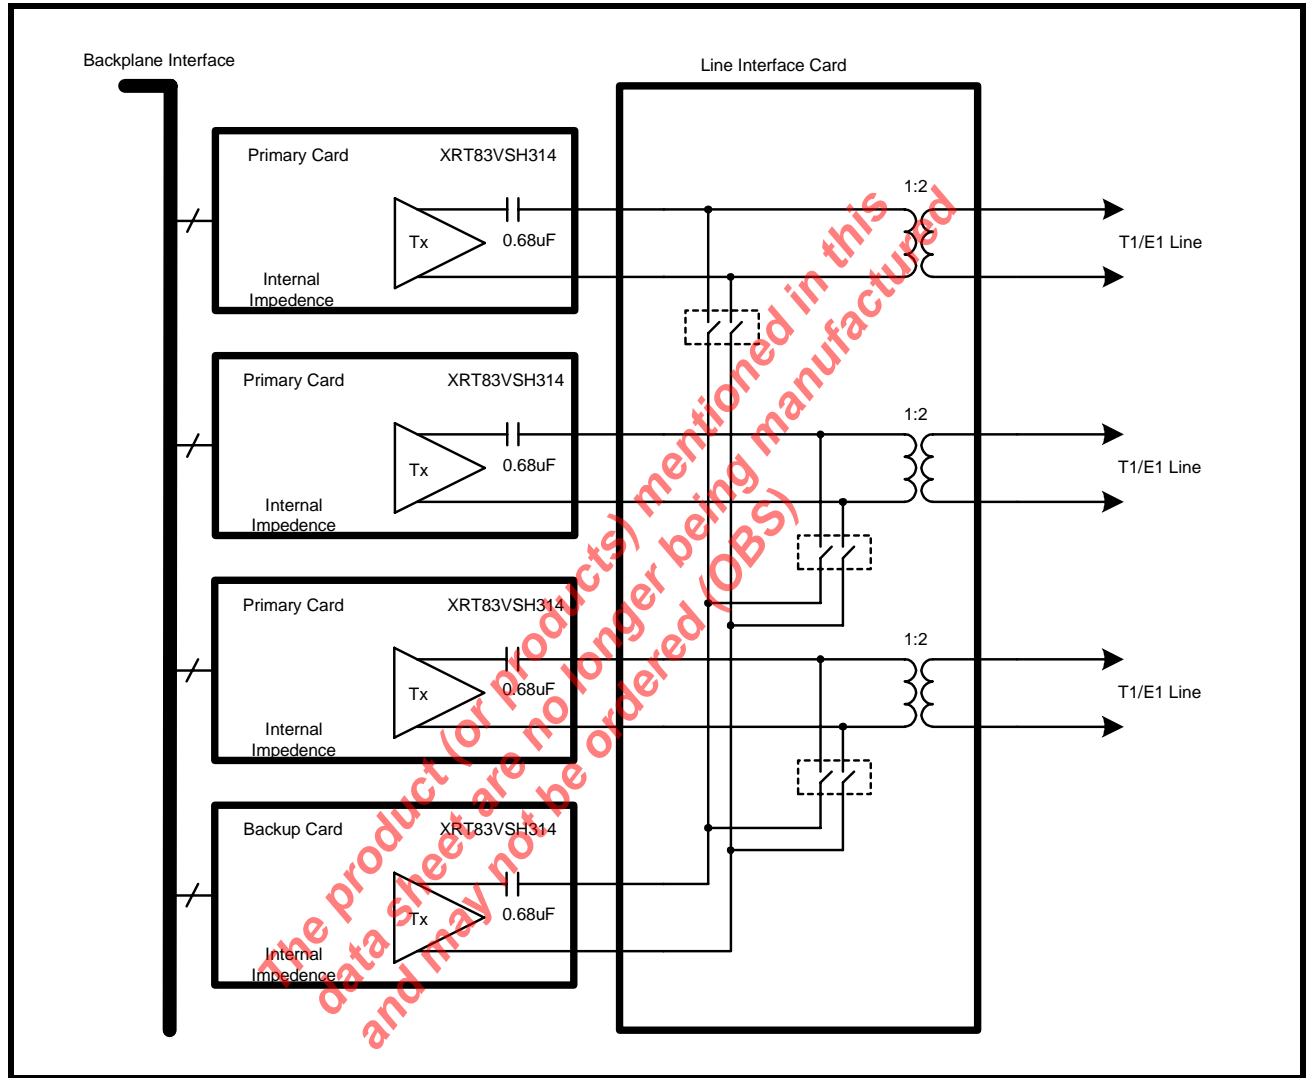 Backplane Interface
Line Interface Card
Primary Card XRT83VSH314
Tx
0.68uF
Internal
Impedence
1:2
T1/E1 Line
Primary Card XRT83VSH314
Tx
0.68uF
Internal
Impedence
1:2
T1/E1 Line
Primary Card XRT83VSH314
Tx
0.68uF
Internal
Impedence
1:2
T1/E1 Line
Backup Card XRT83VSH314
Tx
0.68uF
Internal
Impedence
The product (or products) mentioned in this
data sheet are no longer being manufactured
and may not be ordered (OBS)